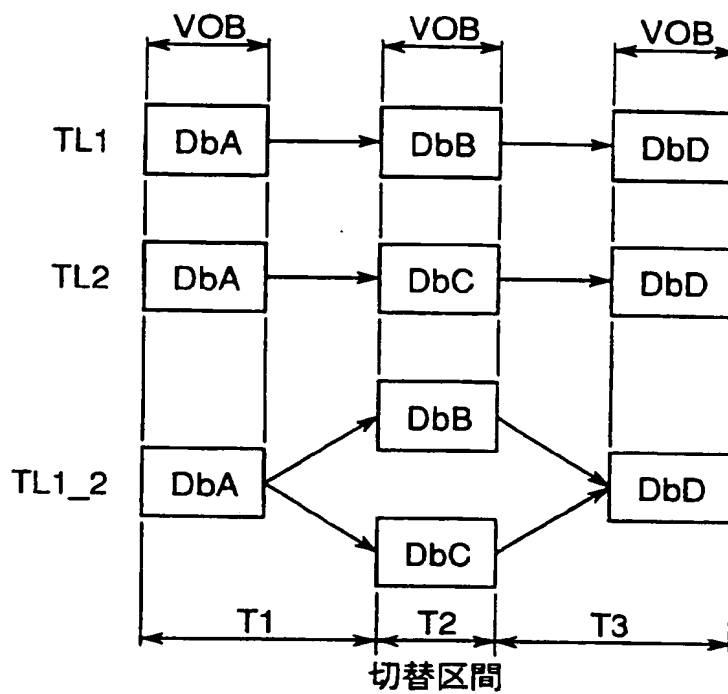 VOB VOB VOB
TL1 DbA DbB DbD
TL2 DbA DbC DbD
DbB
TL1_2 DbA DbD
DbC
T1 T2 T3
切替区間